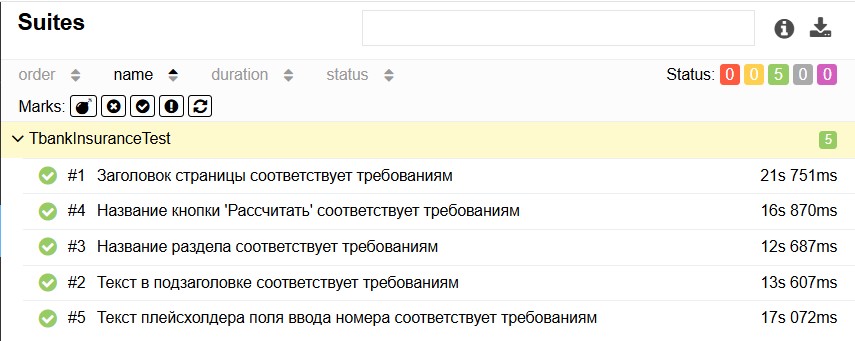 Suites
order name duration status Status: 0 0 5 0 0
Marks:
TbankInsuranceTest 5
#1 Заголовок страницы соответствует требованиям 21s 751ms
#4 Название кнопки 'Рассчитать' соответствует требованиям 16s 870ms
#3 Название раздела соответствует требованиям 12s 687ms
#2 Текст в подзаголовке соответствует требованиям 13s 607ms
#5 Текст плейсхолдера поля ввода номера соответствует требованиям 17s 072ms